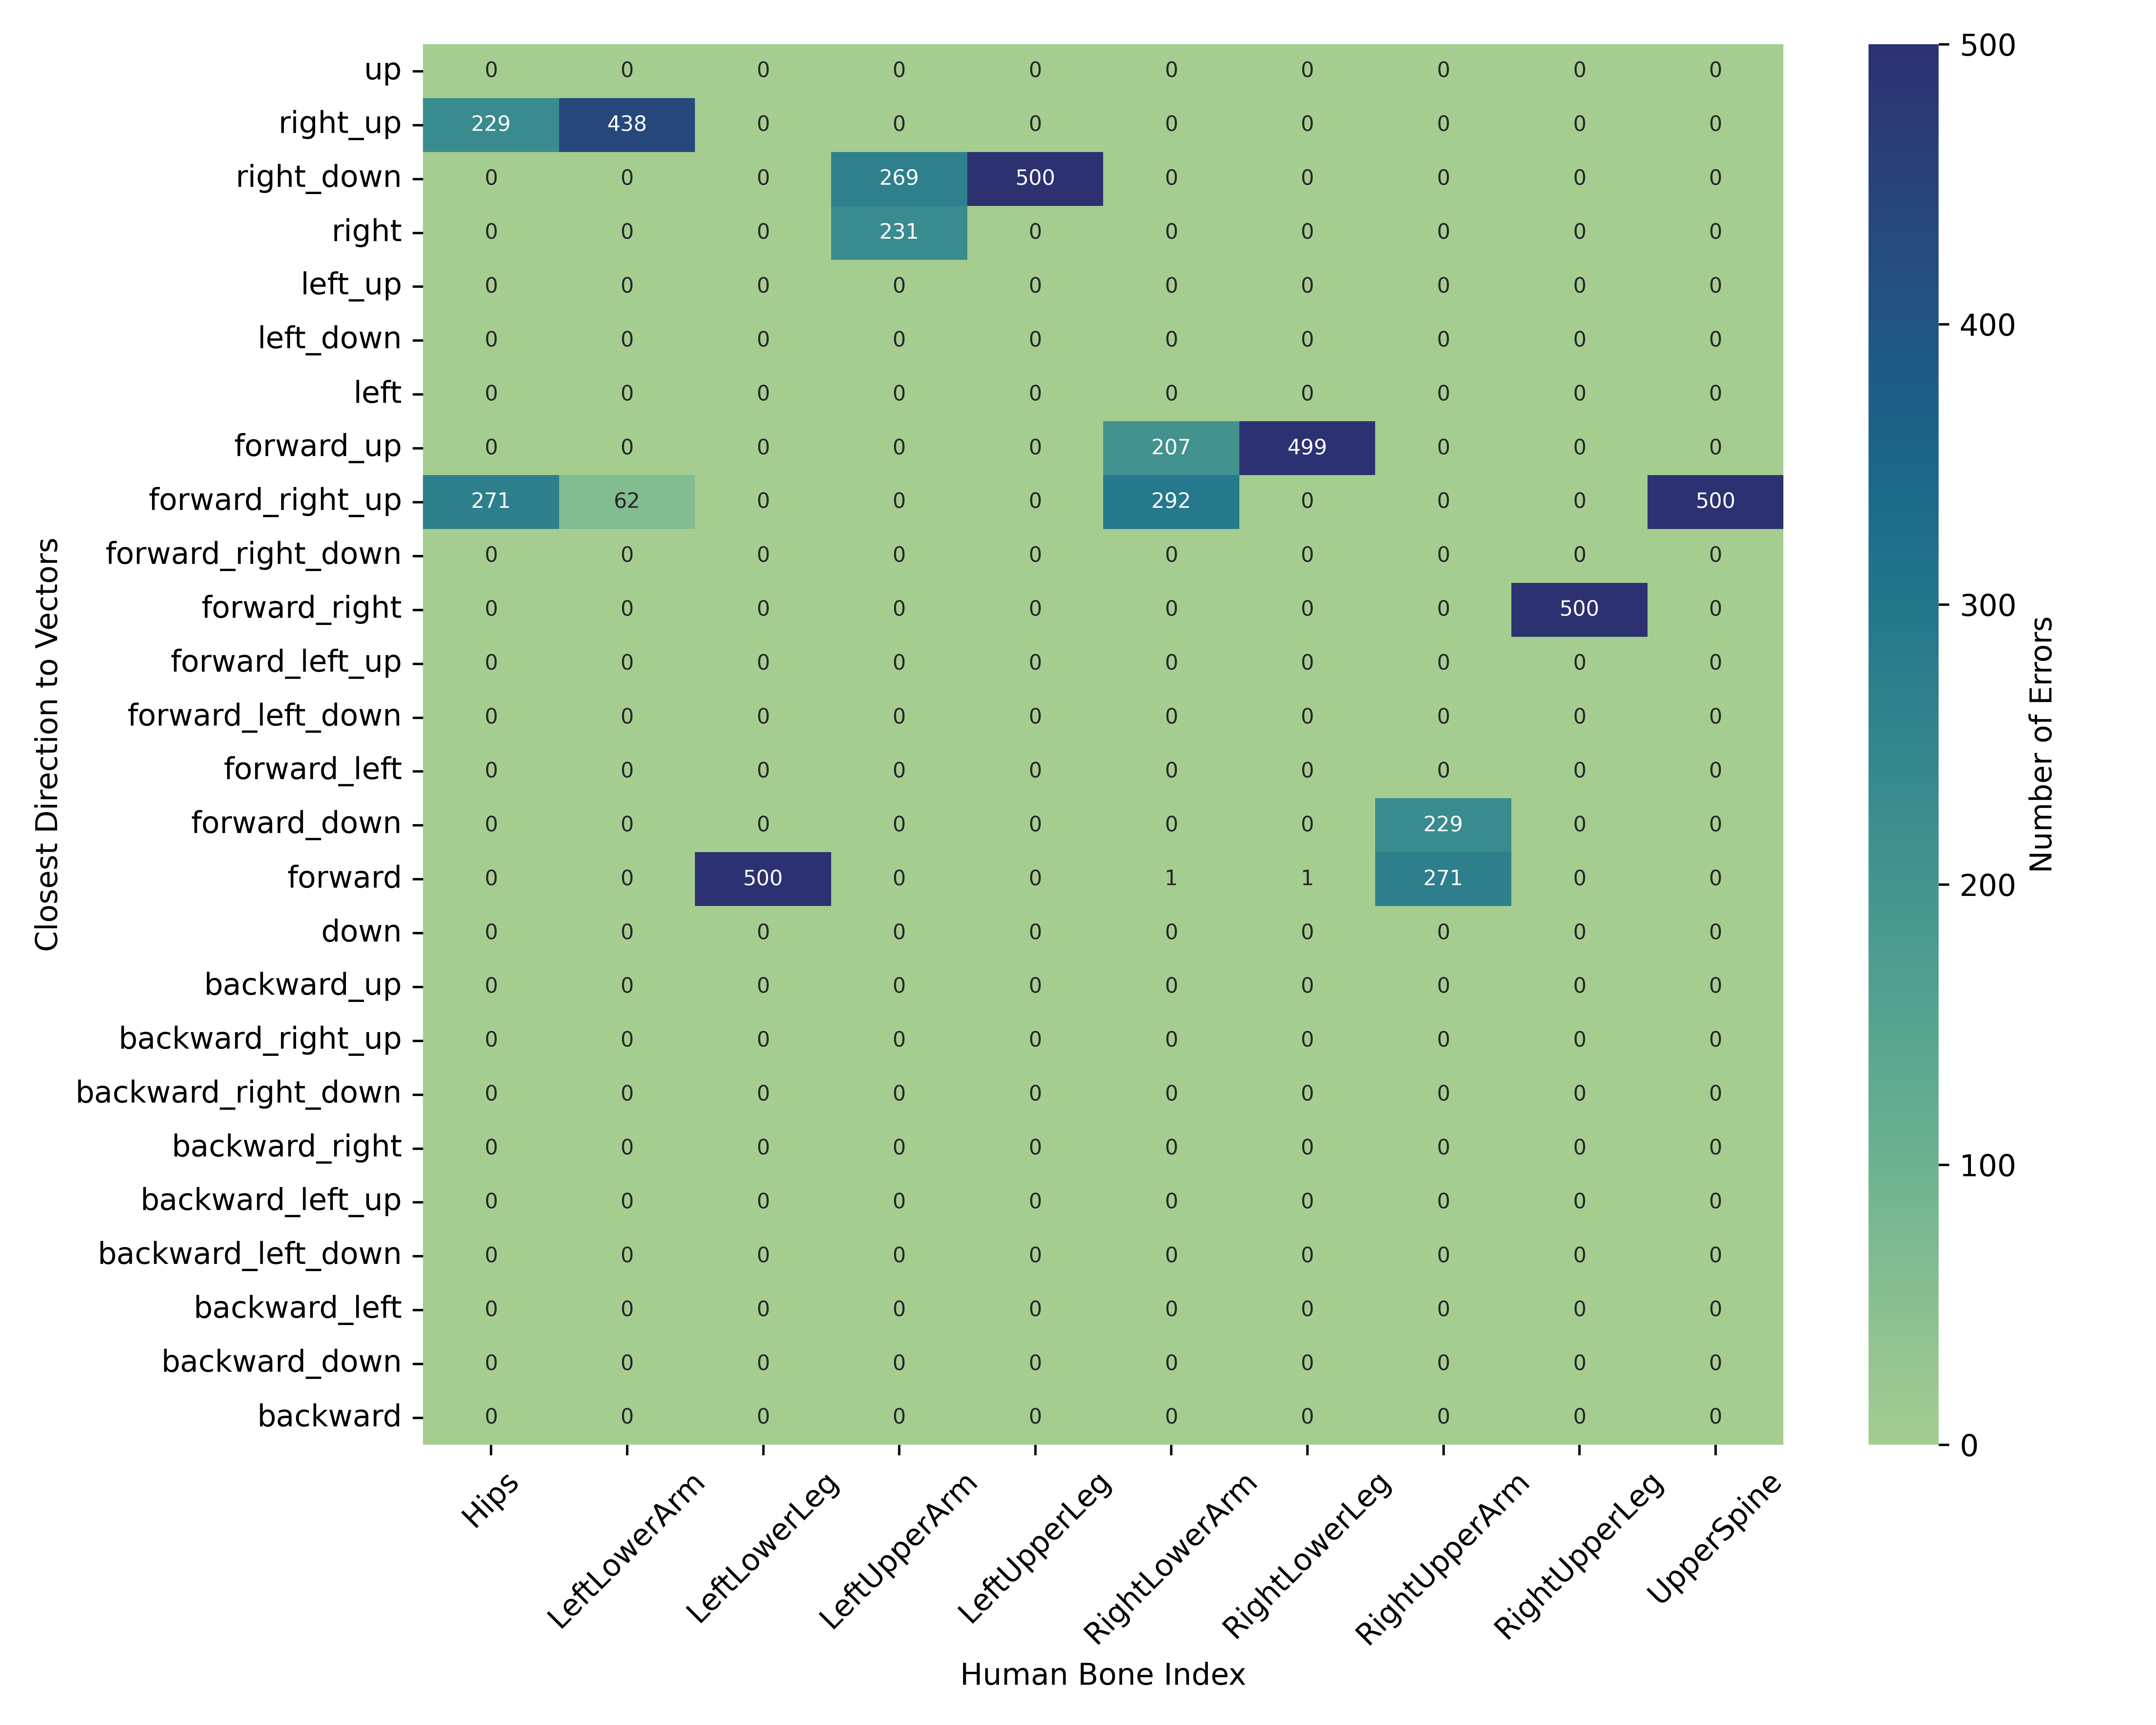 up 0 0 0 0 0 0 0 0 0 0
right_up 229 438 0 0 0 0 0 0 0 0
right_down 0 0 0 269 500 0 0 0 0 0
right 0 0 0 231 0 0 0 0 0 0
left_up 0 0 0 0 0 0 0 0 0 0
left_down 0 0 0 0 0 0 0 0 0 0
left 0 0 0 0 0 0 0 0 0 0
forward_up 0 0 0 0 0 207 499 0 0 0
forward_right_up 271 62 0 0 0 292 0 0 0 500
forward_right_down 0 0 0 0 0 0 0 0 0 0
forward_right 0 0 0 0 0 0 0 0 500 0
forward_left_up 0 0 0 0 0 0 0 0 0 0
forward_left_down 0 0 0 0 0 0 0 0 0 0
forward_left 0 0 0 0 0 0 0 0 0 0
forward_down 0 0 0 0 0 0 0 229 0 0
forward 0 0 500 0 0 1 1 271 0 0
down 0 0 0 0 0 0 0 0 0 0
backward_up 0 0 0 0 0 0 0 0 0 0
backward_right_up 0 0 0 0 0 0 0 0 0 0
backward_right_down 0 0 0 0 0 0 0 0 0 0
backward_right 0 0 0 0 0 0 0 0 0 0
backward_left_up 0 0 0 0 0 0 0 0 0 0
backward_left_down 0 0 0 0 0 0 0 0 0 0
backward_left 0 0 0 0 0 0 0 0 0 0
backward_down 0 0 0 0 0 0 0 0 0 0
backward 0 0 0 0 0 0 0 0 0 0
Closest Direction to Vectors
Hips
LeftLowerArm
LeftLowerLeg
LeftUpperArm
LeftUpperLeg
RightLowerArm
RightLowerLeg
RightUpperArm
RightUpperLeg
UpperSpine
Human Bone Index
500
400
300
200
100
0
Number of Errors